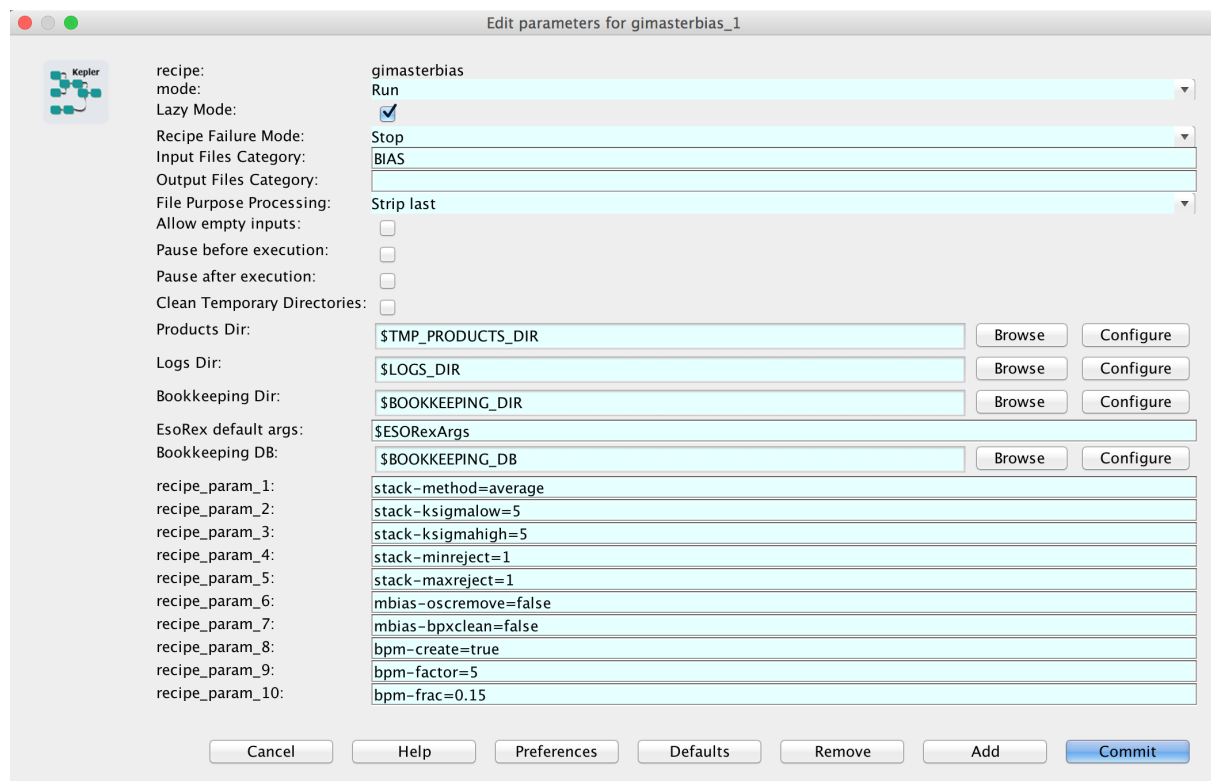 Edit parameters for gimasterbias_1
Kepler
recipe: gimasterbias
mode: Run
Lazy Mode:
Recipe Failure Mode: Stop
Input Files Category: BIAS
Output Files Category:
File Purpose Processing: Strip last
Allow empty inputs:
Pause before execution:
Pause after execution:
Clean Temporary Directories:
Products Dir: $TMP_PRODUCTS_DIR Browse Configure
Logs Dir: $LOGS_DIR Browse Configure
Bookkeeping Dir: $BOOKKEEPING_DIR Browse Configure
EsoRex default args: $ESORexArgs
Bookkeeping DB: $BOOKKEEPING_DB Browse Configure
recipe_param_1: stack-method=average
recipe_param_2: stack-ksigmalow=5
recipe_param_3: stack-ksigmahigh=5
recipe_param_4: stack-minreject=1
recipe_param_5: stack-maxreject=1
recipe_param_6: mbias-oscremove=false
recipe_param_7: mbias-bpxclean=false
recipe_param_8: bpm-create=true
recipe_param_9: bpm-factor=5
recipe_param_10: bpm-frac=0.15
Cancel Help Preferences Defaults Remove Add Commit